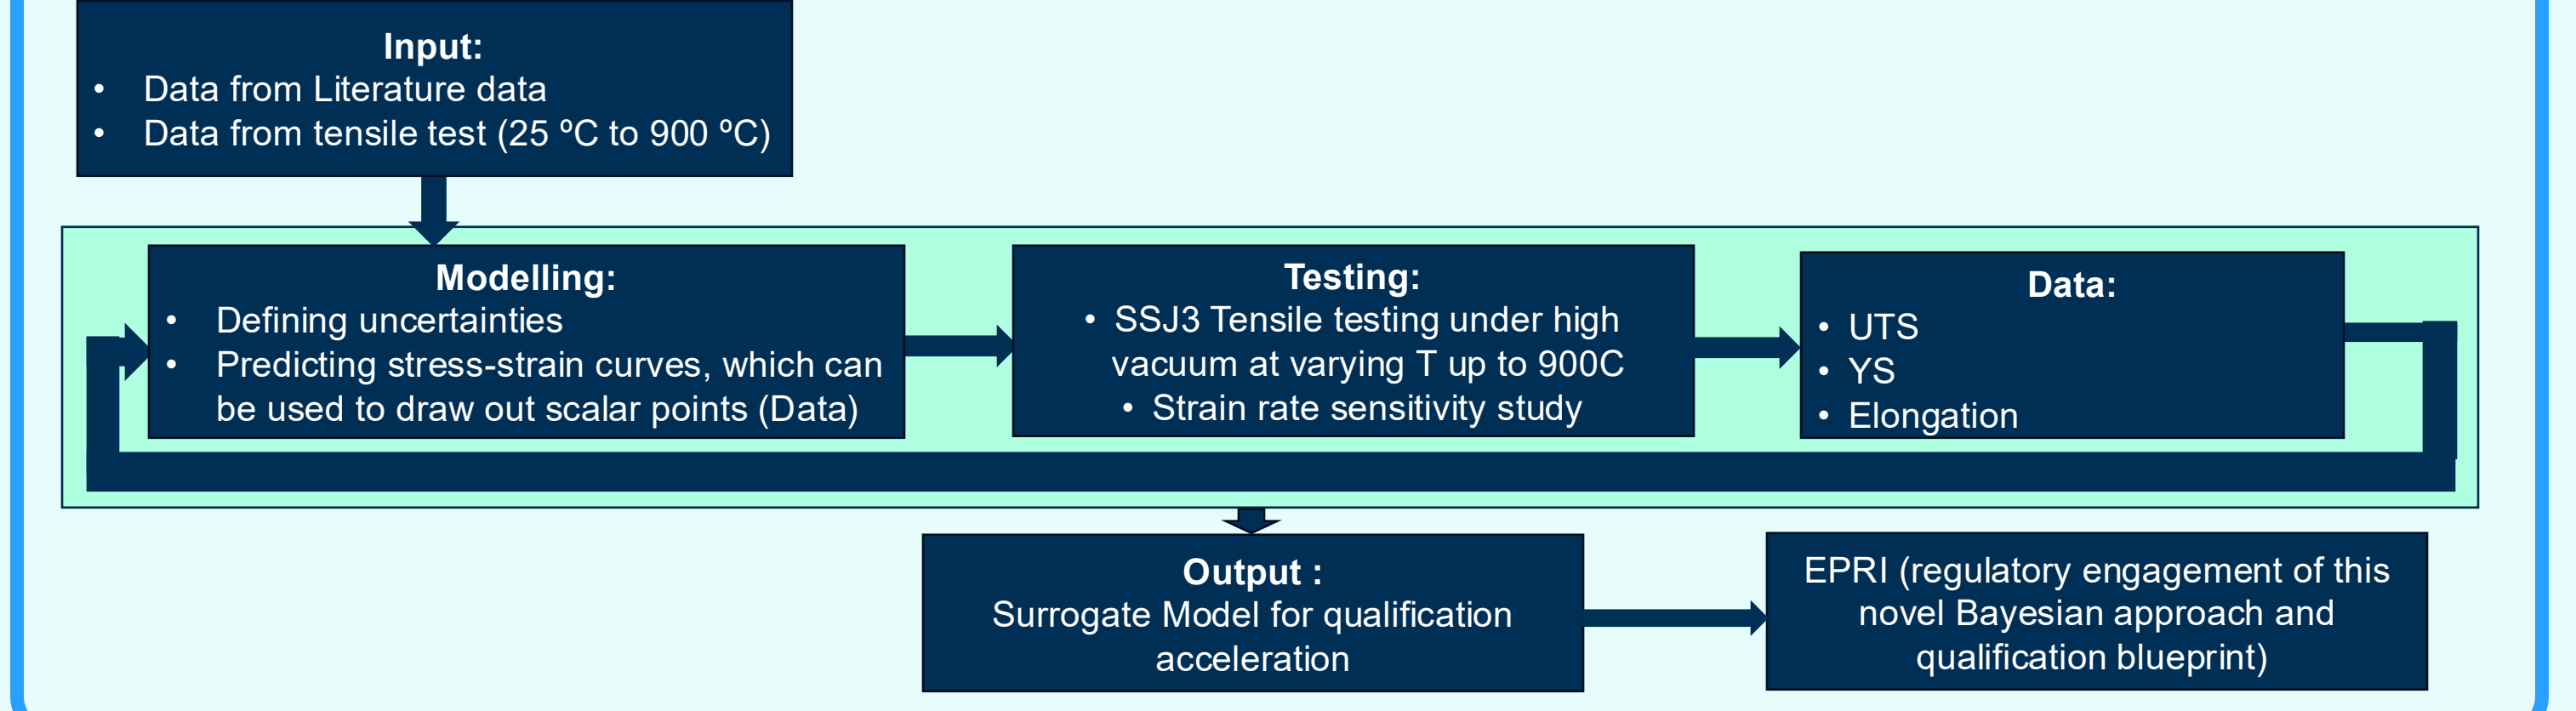 Input:
• Data from Literature data
• Data from tensile test (25 ºC to 900 ºC)
Modelling:
• Defining uncertainties
• Predicting stress-strain curves, which can
be used to draw out scalar points (Data)
Testing:
• SSJ3 Tensile testing under high
vacuum at varying T up to 900C
• Strain rate sensitivity study
Data:
• UTS
• YS
• Elongation
Output :
Surrogate Model for qualification
acceleration
EPRI (regulatory engagement of this
novel Bayesian approach and
qualification blueprint)